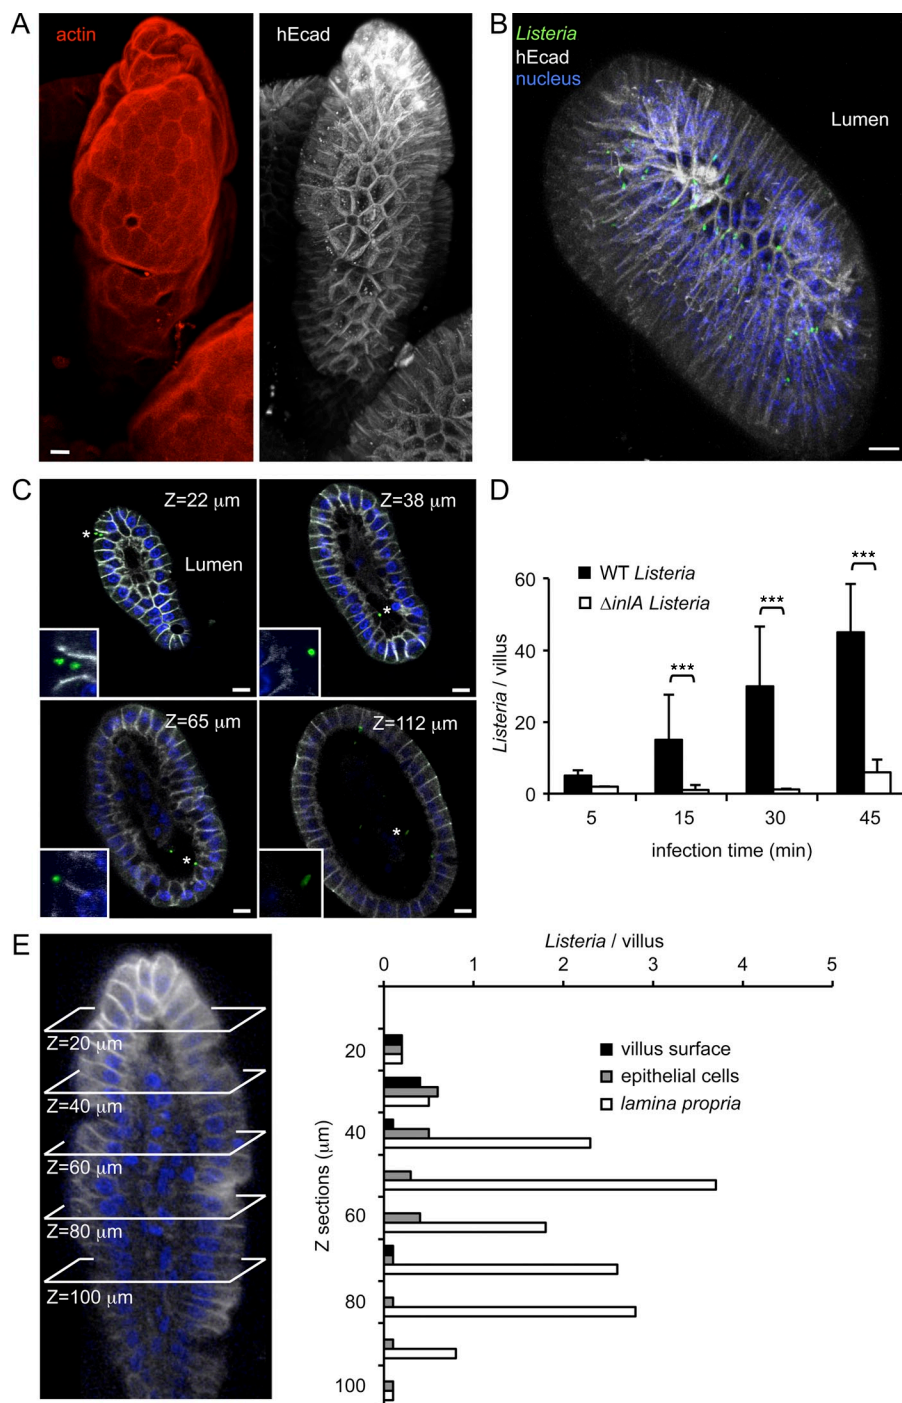 A
actin
hEcad
B
Listeria
hEcad
nucleus
Lumen
C
Z=22 μm
Lumen
Z=38 μm
*
*
Z=65 μm
Z=112 μm
*
*
D
WT Listeria
ΔinlA Listeria
***
***
***
60
40
20
0
Listeria / villus
5 15 30 45
infection time (min)
E
Z=20 μm
Z=40 μm
Z=60 μm
Z=80 μm
Z=100 μm
Listeria / villus
0 1 2 3 4 5
villus surface
epithelial cells
lamina propria
Z sections (μm)
20
40
60
80
100